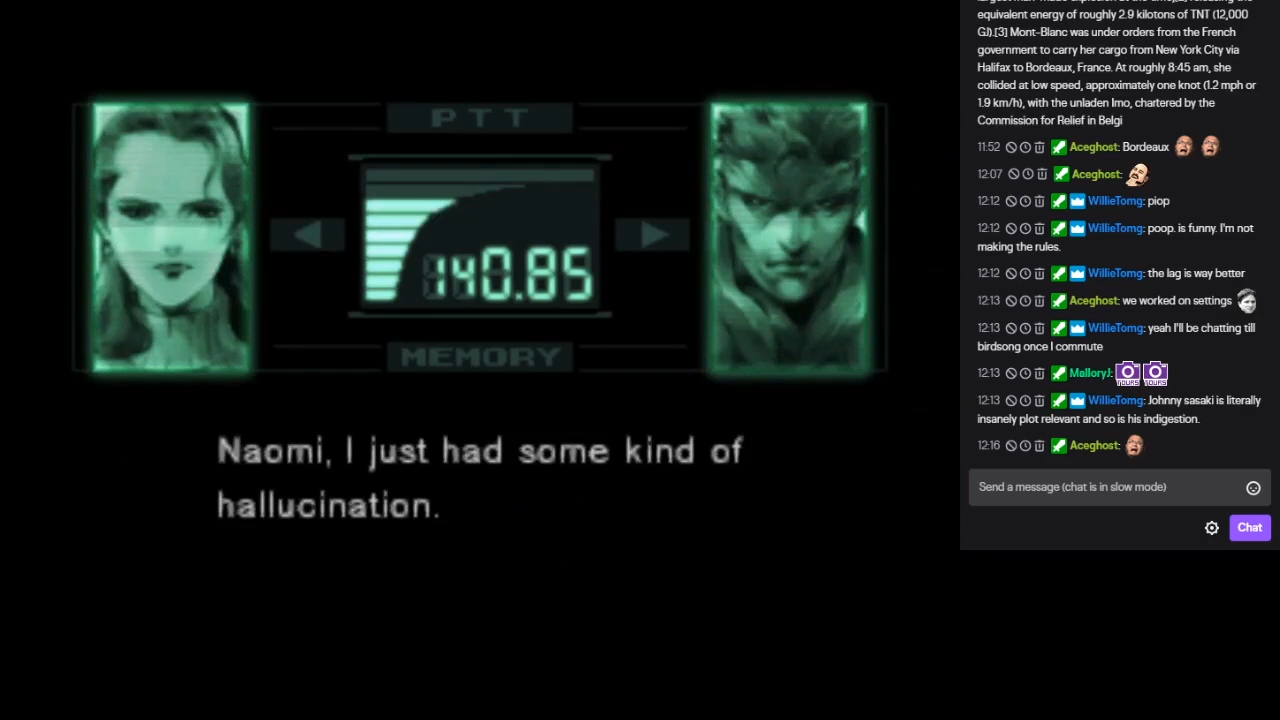 PTT
140.85
MEMORY
Naomi, I just had some kind of
hallucination.
equivalent energy of roughly 2.9 kilotons of TNT (12,000
GJ).[3] Mont-Blanc was under orders from the French
government to carry her cargo from New York City via
Halifax to Bordeaux, France. At roughly 8:45 am, she
collided at low speed, approximately one knot (1.2 mph or
1.9 km/h), with the unladen Imo, chartered by the
Commission for Relief in Belgi
11:52 Aceghost: Bordeaux
12:07 Aceghost:
12:12 WillieTomg: piop
12:12 WillieTomg: poop. is funny. I'm not
making the rules.
12:12 WillieTomg: the lag is way better
12:13 Aceghost: we worked on settings
12:13 WillieTomg: yeah I'll be chatting till
birdsong once I commute
12:13 MalloryJ: TOURS TOURS
12:13 WillieTomg: Johnny sasaki is literally
insanely plot relevant and so is his indigestion.
12:16 Aceghost:
Send a message (chat is in slow mode)
Chat